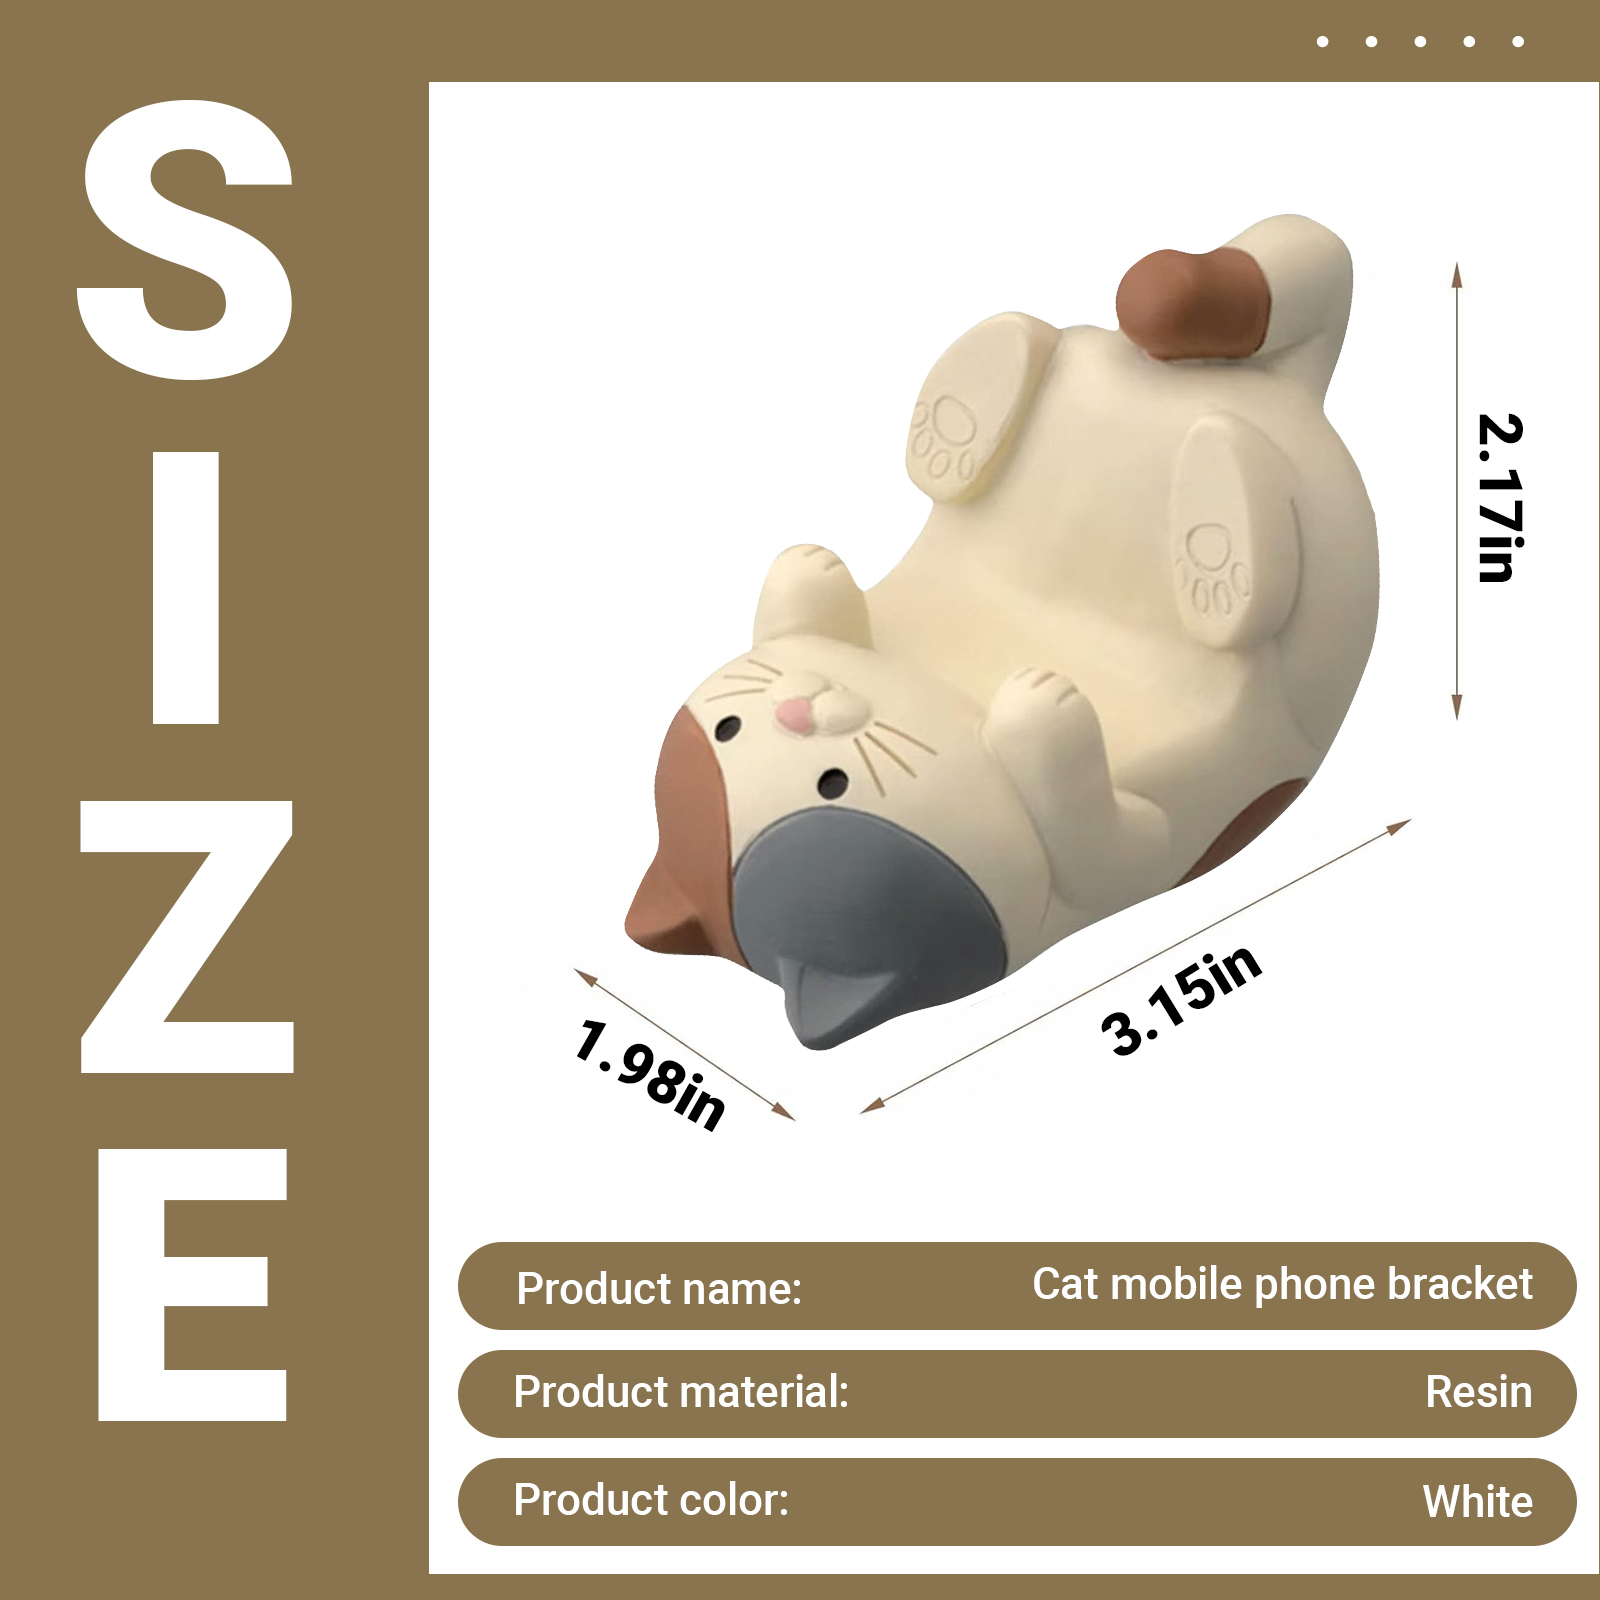 SIZE
2.17in
3.15in
1.98in
Product name: Cat mobile phone bracket
Product material: Resin
Product color: White